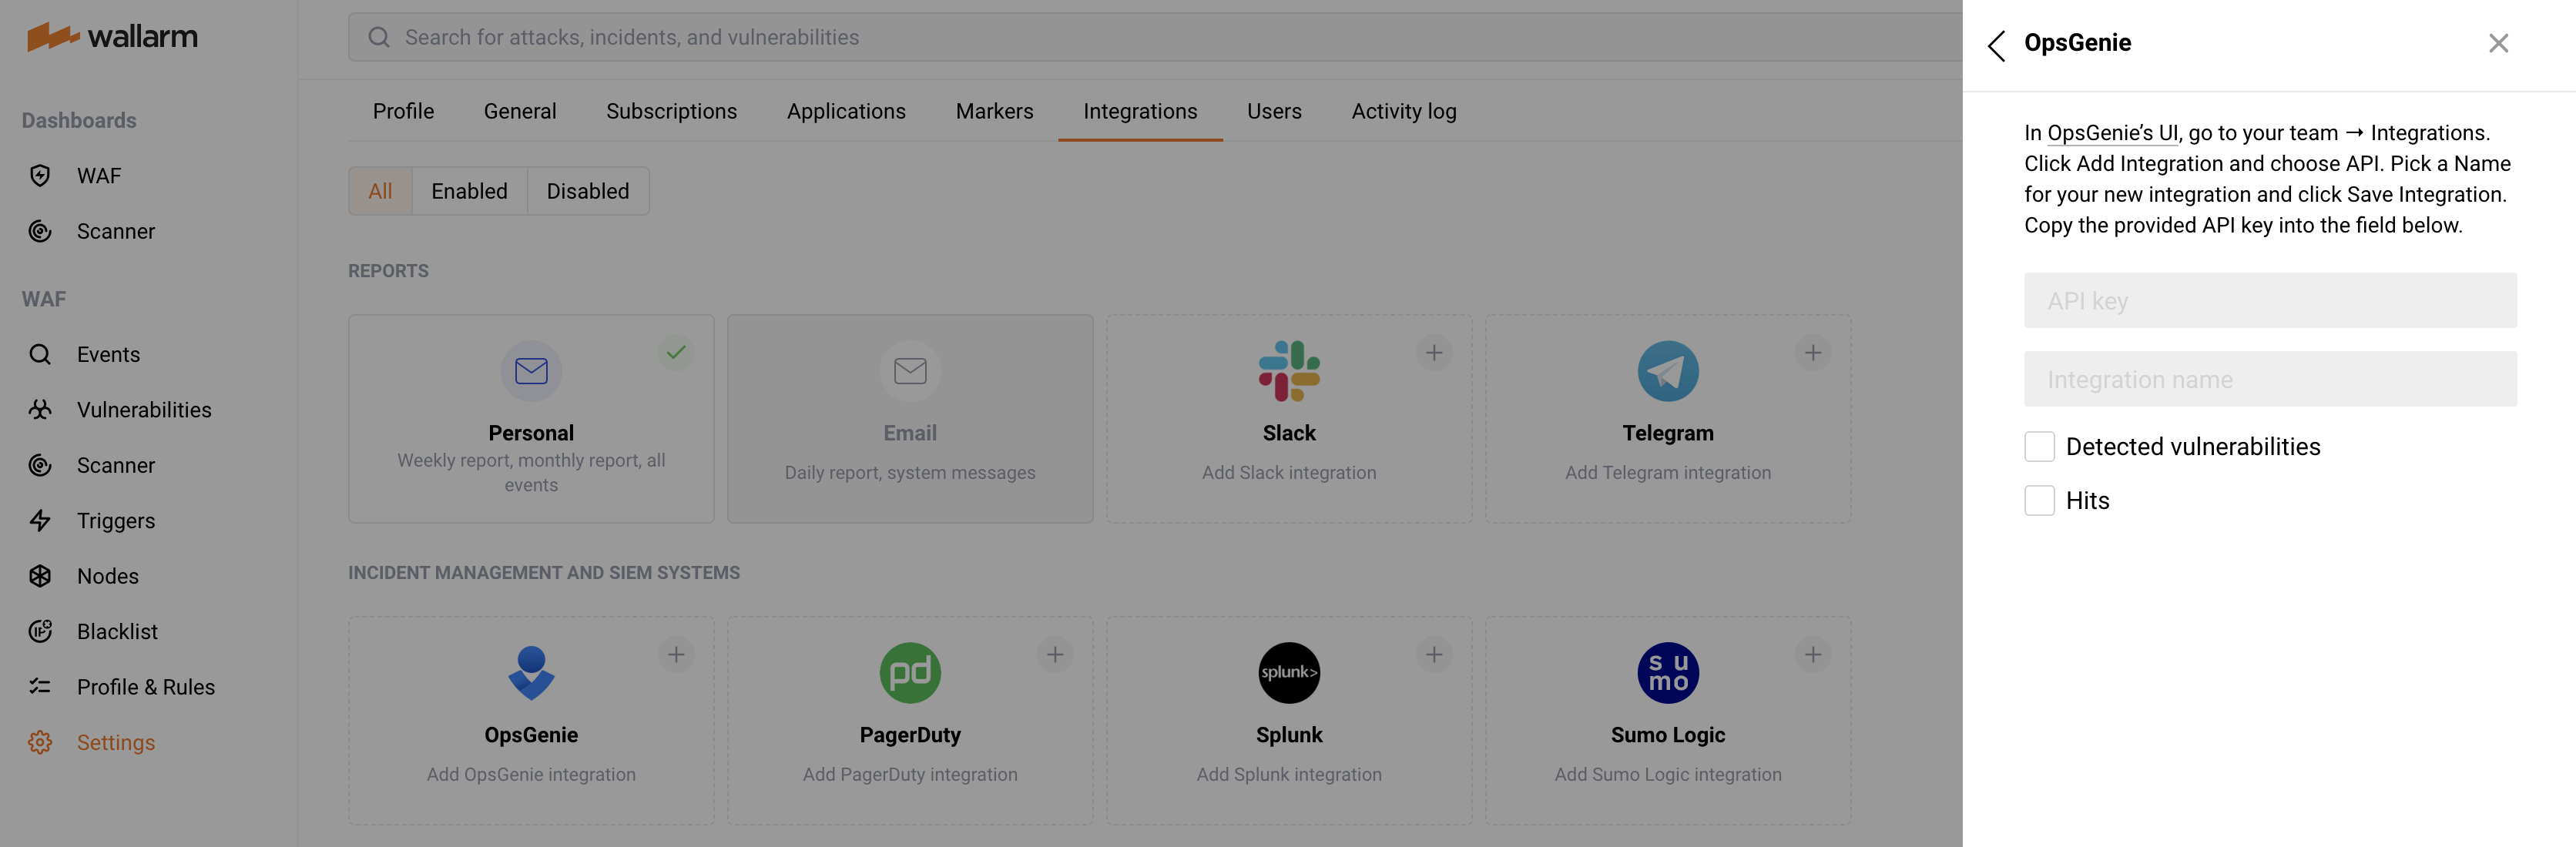 wallarm
Dashboards
WAF
Scanner
WAF
Events
Vulnerabilities
Scanner
Triggers
Nodes
Blacklist
Profile & Rules
Settings
Search for attacks, incidents, and vulnerabilities
Profile General Subscriptions Applications Markers Integrations Users Activity log
All Enabled Disabled
REPORTS
Personal
Weekly report, monthly report, all
events
Email
Daily report, system messages
Slack
Add Slack integration
Telegram
Add Telegram integration
INCIDENT MANAGEMENT AND SIEM SYSTEMS
OpsGenie
Add OpsGenie integration
pd
PagerDuty
Add PagerDuty integration
splunk>
Splunk
Add Splunk integration
su
mo
Sumo Logic
Add Sumo Logic integration
OpsGenie
In OpsGenie’s UI, go to your team → Integrations.
Click Add Integration and choose API. Pick a Name
for your new integration and click Save Integration.
Copy the provided API key into the field below.
API key
Integration name
Detected vulnerabilities
Hits